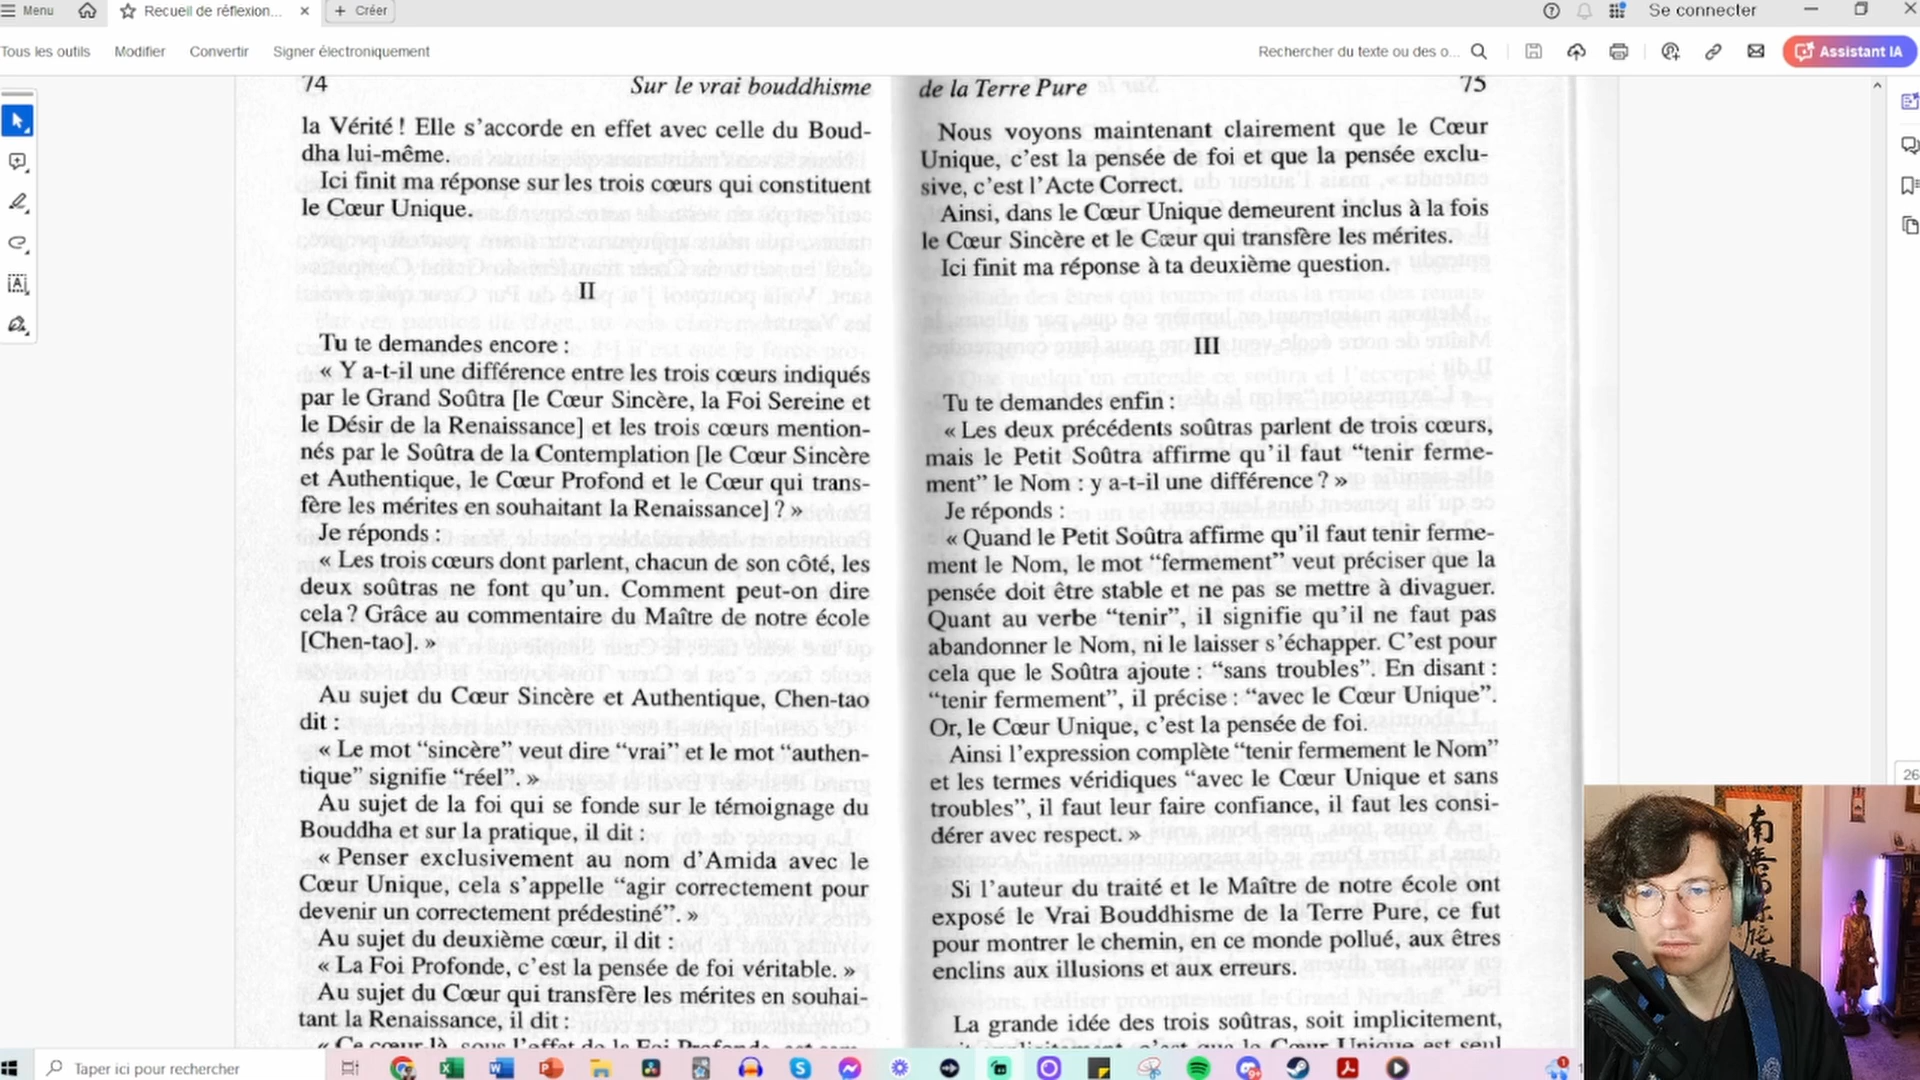 Menu
Recueil de réflexion...
Créer
Se connecter
Tous les outils
Modifier
Convertir
Signer électroniquement
Rechercher du texte ou des o...
Assistant IA
74
Sur le vrai bouddhisme
la Vérité ! Elle s'accorde en effet avec celle du Boud-
dha lui-même.
Ici finit ma réponse sur les trois cœurs qui constituent
le Cœur Unique.
II
Tu te demandes encore :
« Y a-t-il une différence entre les trois cœurs indiqués
par le Grand Soûtra [le Cœur Sincère, la Foi Sereine et
le Désir de la Renaissance] et les trois cœurs mention-
nés par le Soûtra de la Contemplation [le Cœur Sincère
et Authentique, le Cœur Profond et le Cœur qui trans-
fère les mérites en souhaitant la Renaissance] ? »
Je réponds :
« Les trois cœurs dont parlent, chacun de son côté, les
deux soûtras ne font qu'un. Comment peut-on dire
cela ? Grâce au commentaire du Maître de notre école
[Chen-tao]. »
Au sujet du Cœur Sincère et Authentique, Chen-tao
dit :
« Le mot “sincère” veut dire “vrai” et le mot “authen-
tique” signifie “réel”. »
Au sujet de la foi qui se fonde sur le témoignage du
Bouddha et sur la pratique, il dit :
« Penser exclusivement au nom d'Amida avec le
Cœur Unique, cela s'appelle “agir correctement pour
devenir un correctement prédestiné”. »
Au sujet du deuxième cœur, il dit :
« La Foi Profonde, c'est la pensée de foi véritable. »
Au sujet du Cœur qui transfère les mérites en souhai-
tant la Renaissance, il dit :
« Ce cœur-là, sous l'effet de la Foi Profonde, est
de la Terre Pure
75
Nous voyons maintenant clairement que le Cœur
Unique, c'est la pensée de foi et que la pensée exclu-
sive, c'est l'Acte Correct.
Ainsi, dans le Cœur Unique demeurent inclus à la fois
le Cœur Sincère et le Cœur qui transfère les mérites.
Ici finit ma réponse à ta deuxième question.
III
Tu te demandes enfin :
« Les deux précédents soûtras parlent de trois cœurs,
mais le Petit Soûtra affirme qu'il faut “tenir ferme-
ment” le Nom : y a-t-il une différence ? »
Je réponds :
« Quand le Petit Soûtra affirme qu'il faut tenir ferme-
ment le Nom, le mot “fermement” veut préciser que la
pensée doit être stable et ne pas se mettre à divaguer.
Quant au verbe “tenir”, il signifie qu'il ne faut pas
abandonner le Nom, ni le laisser s'échapper. C'est pour
cela que le Soûtra ajoute : “sans troubles”. En disant :
“tenir fermement”, il précise : “avec le Cœur Unique”.
Or, le Cœur Unique, c'est la pensée de foi.
Ainsi l'expression complète “tenir fermement le Nom”
et les termes véridiques “avec le Cœur Unique et sans
troubles”, il faut leur faire confiance, il faut les consi-
dérer avec respect. »
Si l'auteur du traité et le Maître de notre école ont
exposé le Vrai Bouddhisme de la Terre Pure, ce fut
pour montrer le chemin, en ce monde pollué, aux êtres
enclins aux illusions et aux erreurs.
La grande idée des trois soûtras, soit implicitement,
c'est que le Cœur Unique est seul
26
南
Taper ici pour rechercher